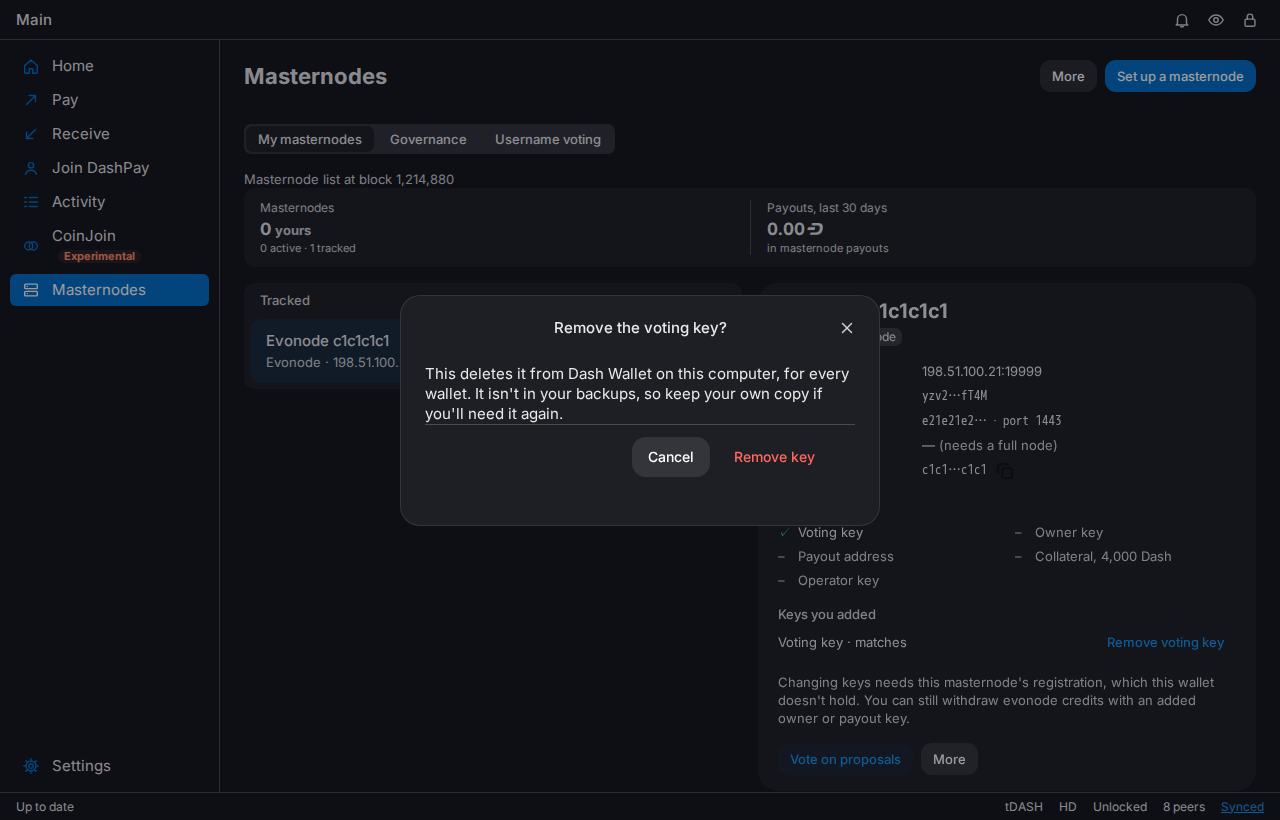 Main
Home
Pay
Receive
Join DashPay
Activity
CoinJoin
Experimental
Masternodes
Settings
Masternodes
More
Set up a masternode
My masternodes
Governance
Username voting
Masternode list at block 1,214,880
Masternodes
0 yours
0 active · 1 tracked
Payouts, last 30 days
0.00
in masternode payouts
Tracked
Evonode c1c1c1c1
Evonode · 198.51.100.
1c1c1c1
198.51.100.21:19999
yzv2…fT4M
e21e21e2… · port 1443
— (needs a full node)
c1c1…c1c1
Remove the voting key?
This deletes it from Dash Wallet on this computer, for every
wallet. It isn't in your backups, so keep your own copy if
you'll need it again.
Cancel
Remove key
✓ Voting key
– Owner key
– Payout address
– Collateral, 4,000 Dash
– Operator key
Keys you added
Voting key · matches
Remove voting key
Changing keys needs this masternode's registration, which this wallet
doesn't hold. You can still withdraw evonode credits with an added
owner or payout key.
Vote on proposals
More
Up to date
tDASH
HD
Unlocked
8 peers
Synced